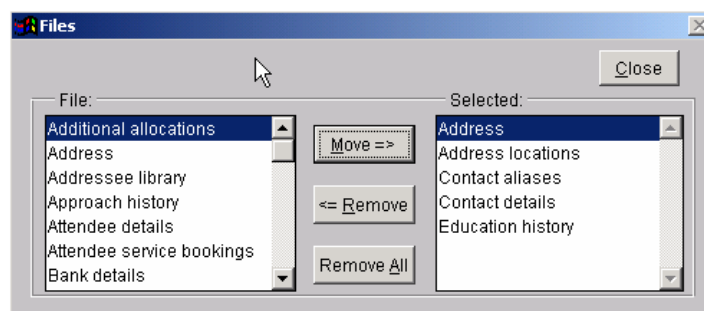 Files
Close
File:
Selected:
Additional allocations
Address
Addressee library
Approach history
Attendee details
Attendee service bookings
Bank details
Move =>
<= Remove
Remove All
Address
Address locations
Contact aliases
Contact details
Education history